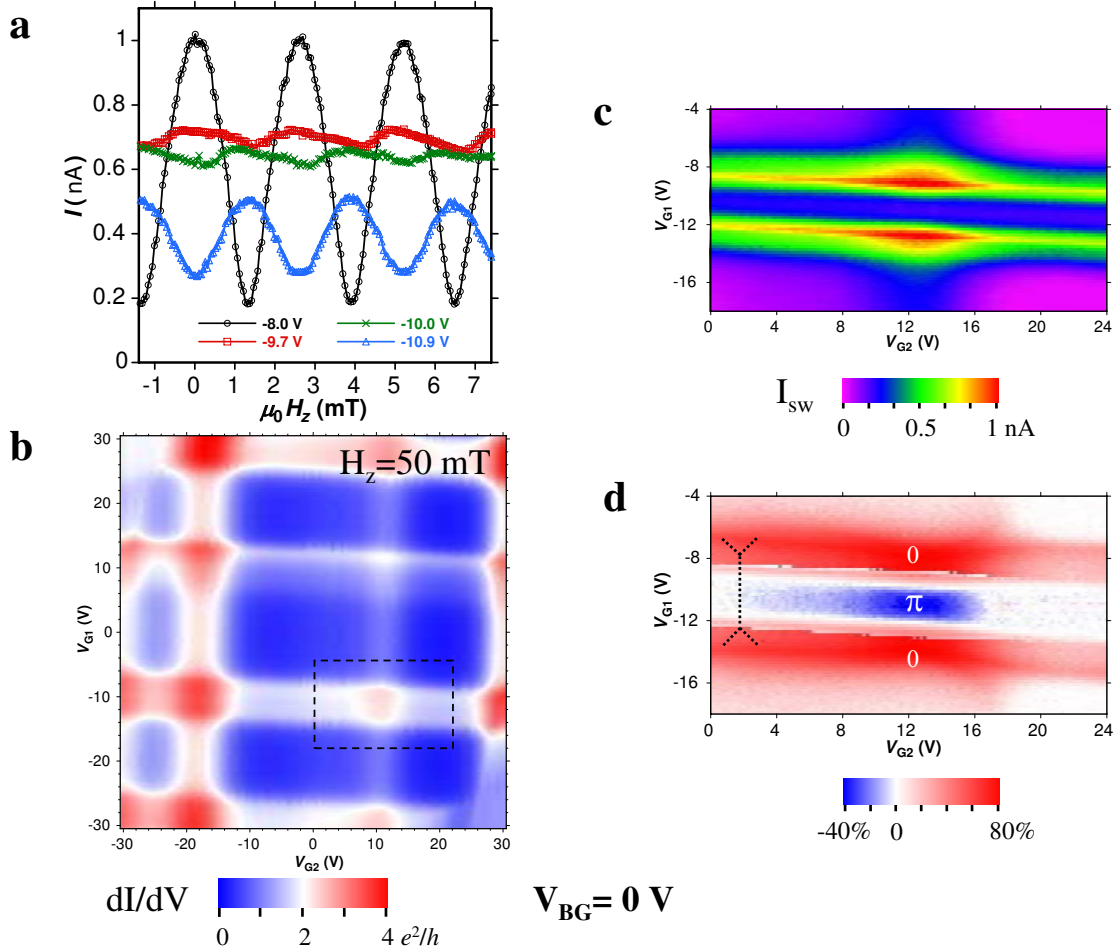 a
1
0.8
0.6
0.4
0.2
0
I (nA)
-8.0 V
-10.0 V
-9.7 V
-10.9 V
-1 0 1 2 3 4 5 6 7
μ₀Hz (mT)
b
Hz=50 mT
30
20
10
0
-10
-20
-30
VG1 (V)
-30 -20 -10 0 10 20 30
VG2 (V)
dI/dV
0 2 4 e²/h
VBG= 0 V
c
-4
-8
-12
-16
VG1 (V)
0 4 8 12 16 20 24
VG2 (V)
Isw
0 0.5 1 nA
d
-4
-8
-12
-16
VG1 (V)
0
π
0
0 4 8 12 16 20 24
VG2 (V)
-40% 0 80%